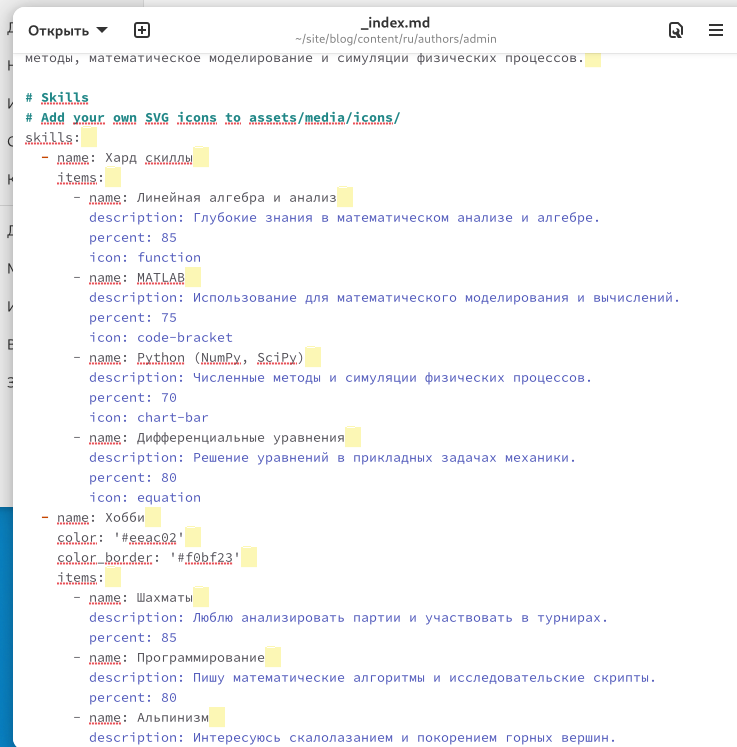 Открыть
_index.md
~/site/blog/content/ru/authors/admin
методы, математическое моделирование и симуляции физических процессов.
# Skills
# Add your own SVG icons to assets/media/icons/
skills:
- name: Хард скиллы
items:
- name: Линейная алгебра и анализ
description: Глубокие знания в математическом анализе и алгебре.
percent: 85
icon: function
- name: MATLAB
description: Использование для математического моделирования и вычислений.
percent: 75
icon: code-bracket
- name: Python (NumPy, SciPy)
description: Численные методы и симуляции физических процессов.
percent: 70
icon: chart-bar
- name: Дифференциальные уравнения
description: Решение уравнений в прикладных задачах механики.
percent: 80
icon: equation
- name: Хобби
color: '#eeac02'
color_border: '#f0bf23'
items:
- name: Шахматы
description: Люблю анализировать партии и участвовать в турнирах.
percent: 85
- name: Программирование
description: Пишу математические алгоритмы и исследовательские скрипты.
percent: 80
- name: Альпинизм
description: Интересуюсь скалолазанием и покорением горных вершин.